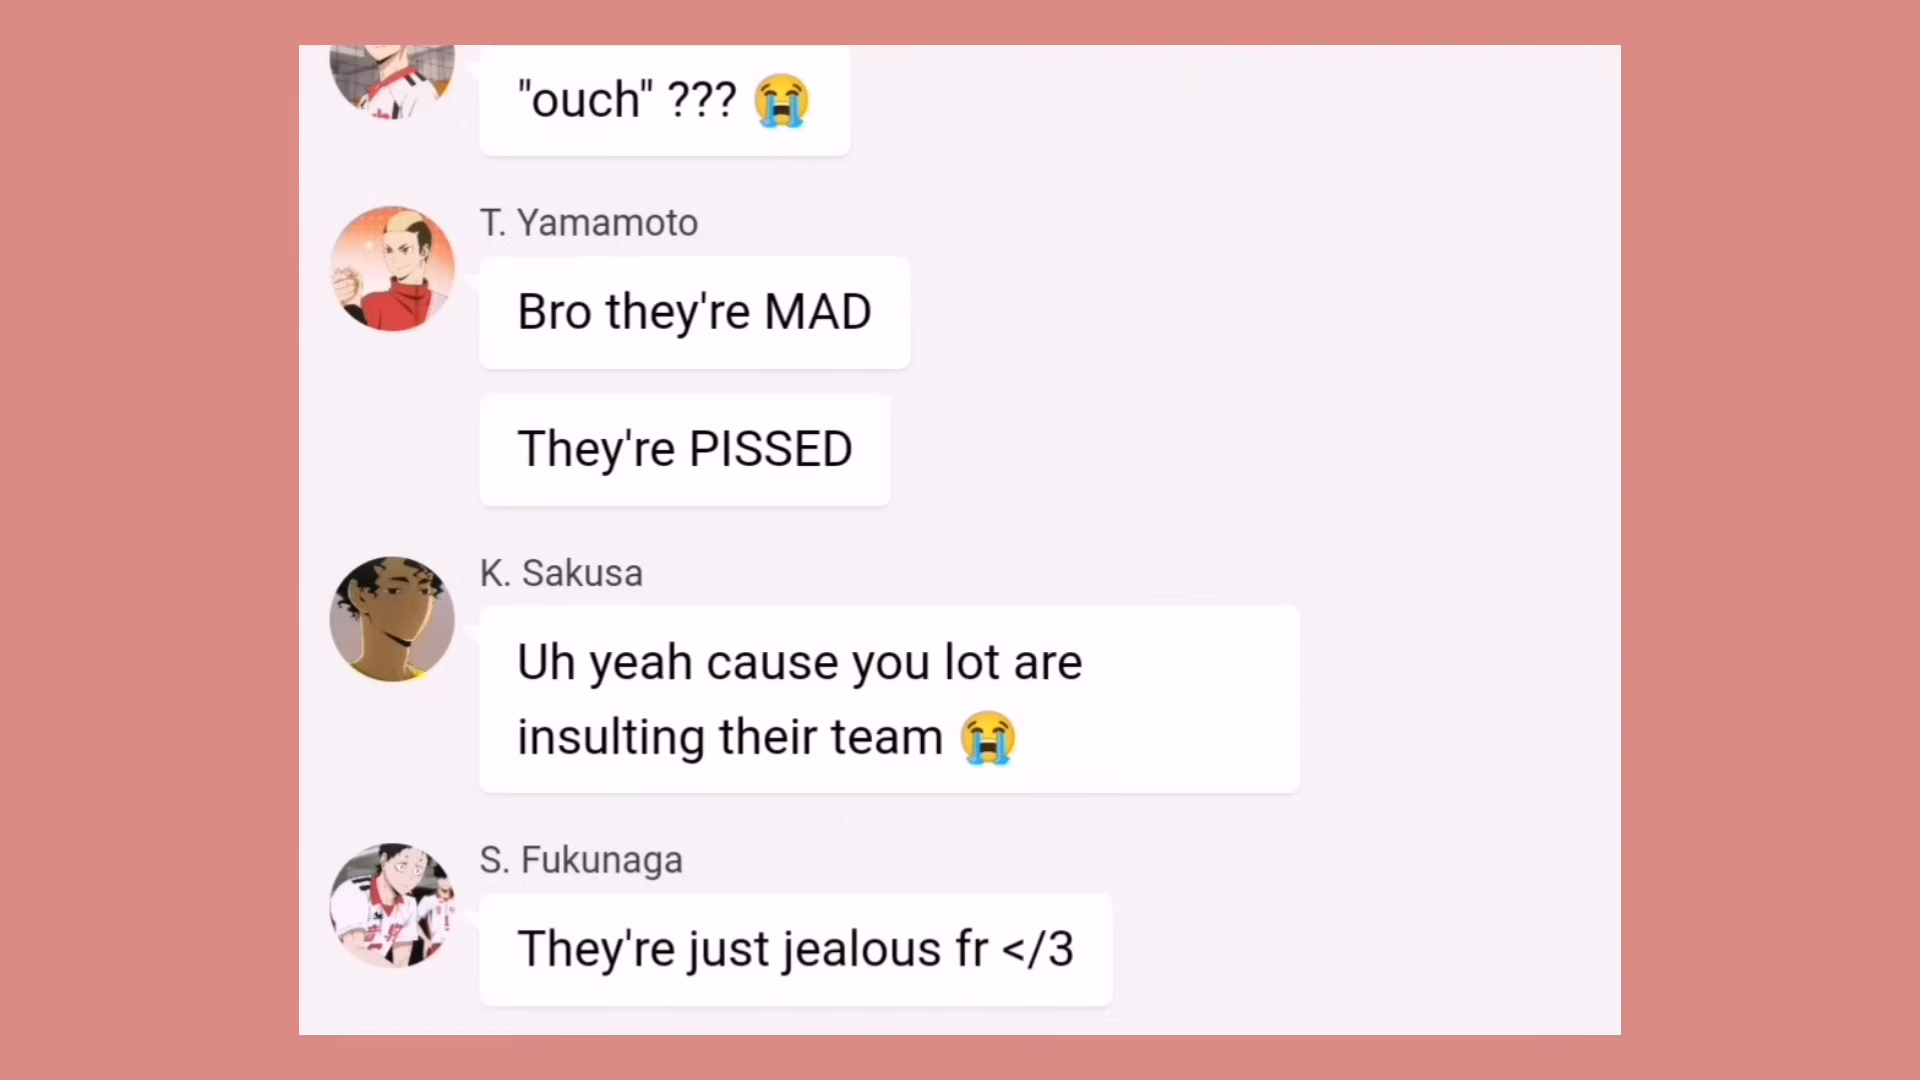 "ouch" ??? 😭
T. Yamamoto
Bro they're MAD
They're PISSED
K. Sakusa
Uh yeah cause you lot are
insulting their team 😭
S. Fukunaga
They're just jealous fr </3